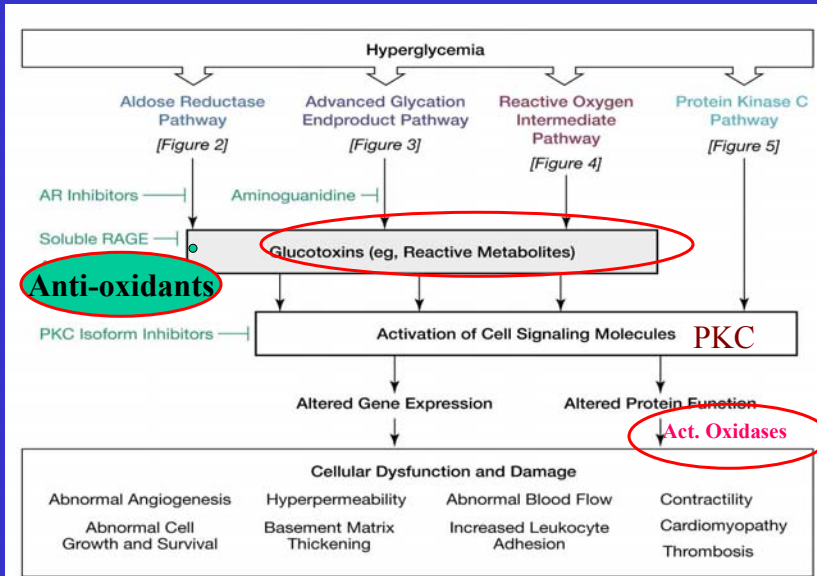 Hyperglycemia
Aldose Reductase
Pathway
[Figure 2]
Advanced Glycation
Endproduct Pathway
[Figure 3]
Reactive Oxygen
Intermediate
Pathway
[Figure 4]
Protein Kinase C
Pathway
[Figure 5]
AR Inhibitors
Aminoguanidine
Soluble RAGE
Glucotoxins (eg, Reactive Metabolites)
Anti-oxidants
PKC Isoform Inhibitors
Activation of Cell Signaling Molecules PKC
Altered Gene Expression
Altered Protein Function
Act. Oxidases
Cellular Dysfunction and Damage
Abnormal Angiogenesis
Abnormal Cell
Growth and Survival
Hyperpermeability
Basement Matrix
Thickening
Abnormal Blood Flow
Increased Leukocyte
Adhesion
Contractility
Cardiomyopathy
Thrombosis